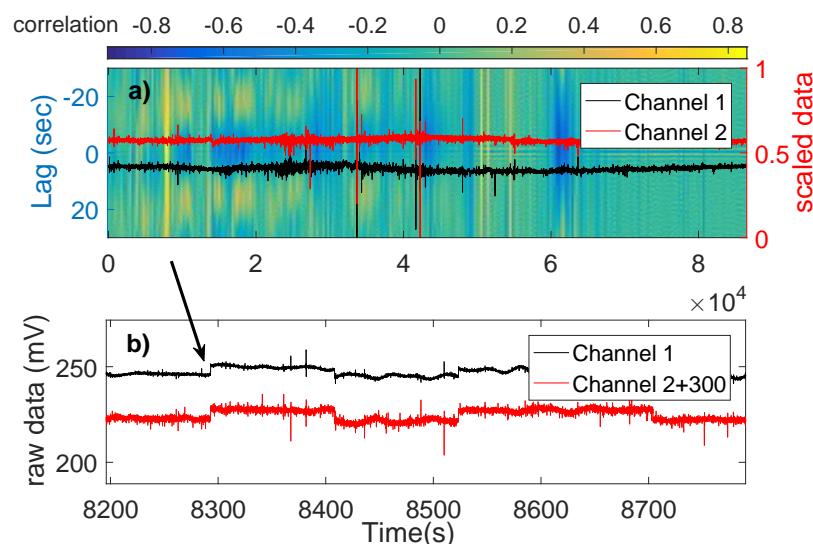 correlation -0.8 -0.6 -0.4 -0.2 0 0.2 0.4 0.6 0.8
a)
Channel 1
Channel 2
Lag (sec)
-20
0
20
scaled data
1
0.5
0
0 2 4 6 8
×10⁴
b)
Channel 1
Channel 2+300
raw data (mV)
250
200
8200 8300 8400 8500 8600 8700
Time(s)